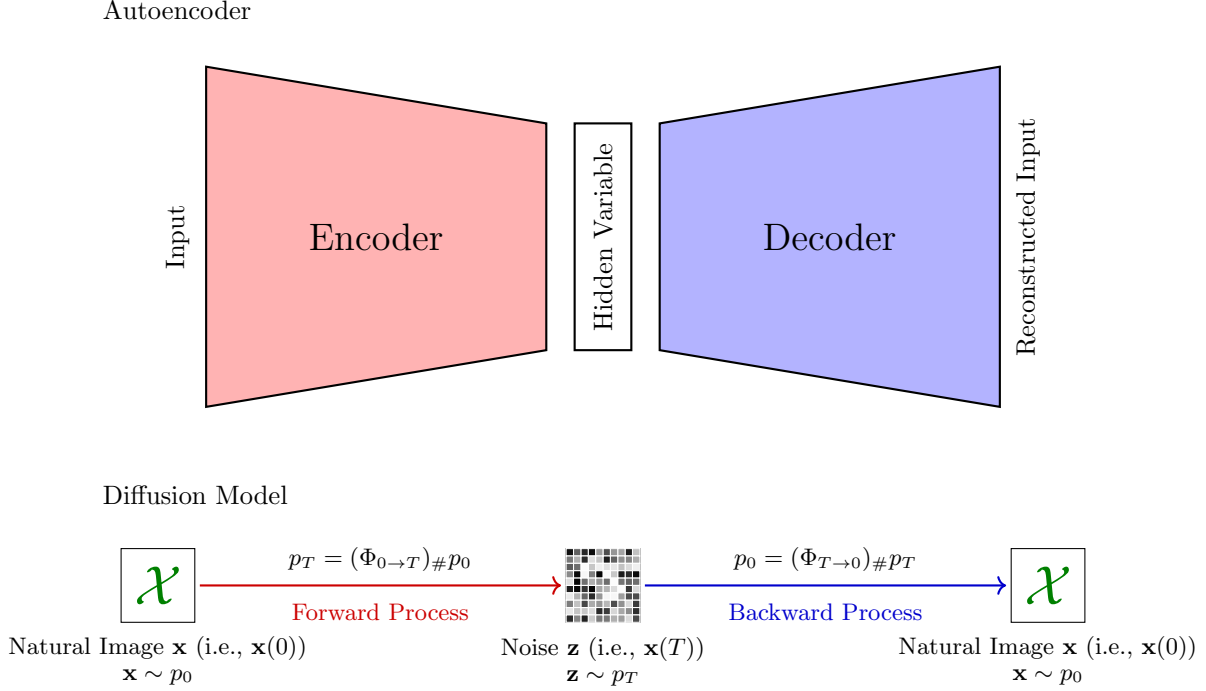 Autoencoder
Input
Encoder
Hidden Variable
Decoder
Reconstructed Input
Diffusion Model
𝒳
p_T = (Φ_{0→T})_# p_0
Forward Process
p_0 = (Φ_{T→0})_# p_T
Backward Process
𝒳
Natural Image 𝐱 (i.e., 𝐱(0))
𝐱 ∼ p_0
Noise 𝐳 (i.e., 𝐱(T))
𝐳 ∼ p_T
Natural Image 𝐱 (i.e., 𝐱(0))
𝐱 ∼ p_0